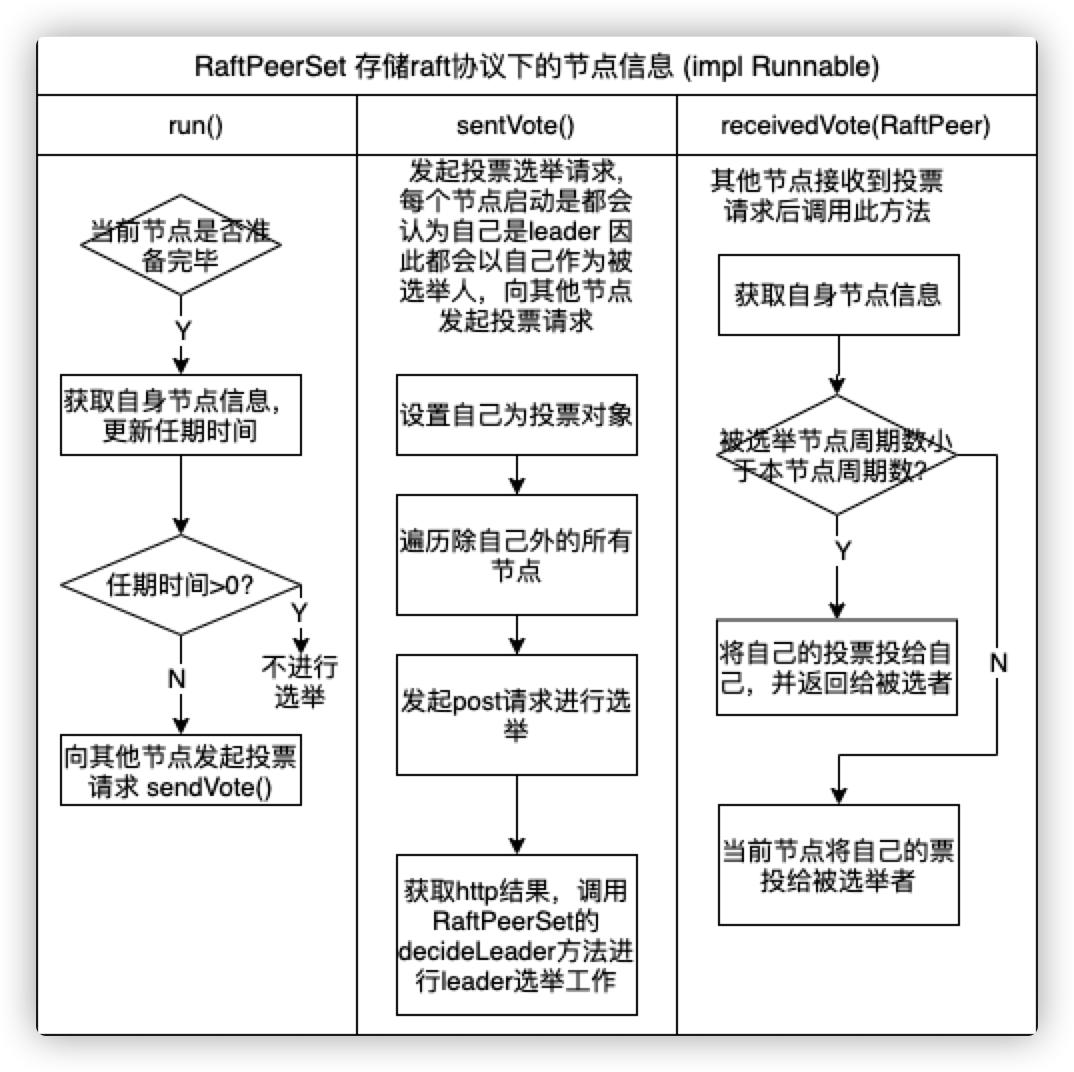 RaftPeerSet 存储raft协议下的节点信息 (impl Runnable)
run()
sentVote()
receivedVote(RaftPeer)
当前节点是否准
备完毕
Y
获取自身节点信息，
更新任期时间
任期时间>0?
Y
不进行
选举
N
向其他节点发起投票
请求 sendVote()
发起投票选举请求，
每个节点启动是都会
认为自己是leader 因
此都会以自己作为被
选举人，向其他节点
发起投票请求
设置自己为投票对象
遍历除自己外的所有
节点
发起post请求进行选
举
获取http结果，调用
RaftPeerSet的
decideLeader方法进
行leader选举工作
其他节点接收到投票
请求后调用此方法
获取自身节点信息
被选举节点周期数小
于本节点周期数?
Y
将自己的投票投给自
己，并返回给被选者
N
当前节点将自己的票
投给被选举者